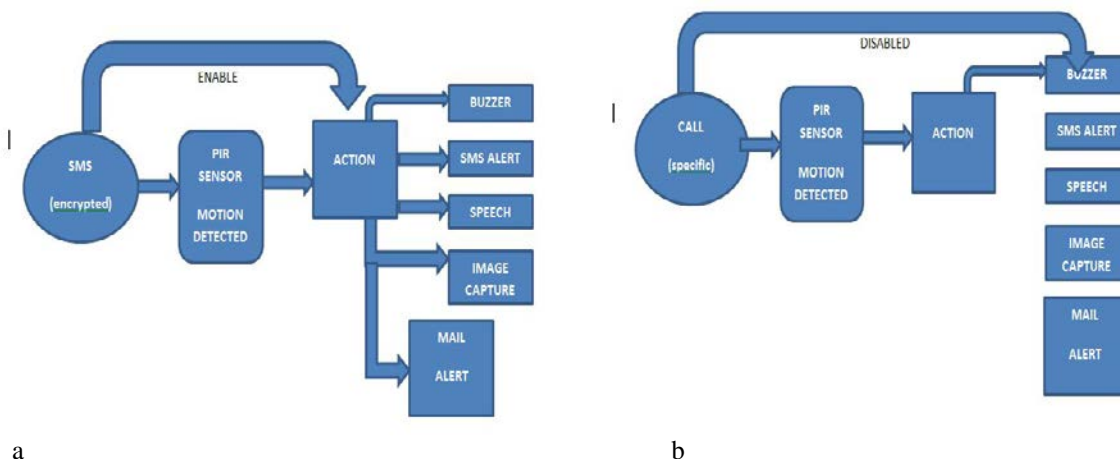 ENABLE
SMS
(encrypted)
PIR
SENSOR
MOTION
DETECTED
ACTION
BUZZER
SMS ALERT
SPEECH
IMAGE
CAPTURE
MAIL
ALERT
a
DISABLED
CALL
(specific)
PIR
SENSOR
MOTION
DETECTED
ACTION
BUZZER
SMS ALERT
SPEECH
IMAGE
CAPTURE
MAIL
ALERT
b